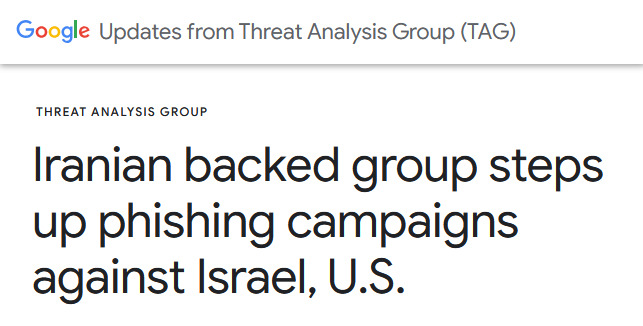 Google Updates from Threat Analysis Group (TAG)
THREAT ANALYSIS GROUP
Iranian backed group steps
up phishing campaigns
against Israel, U.S.